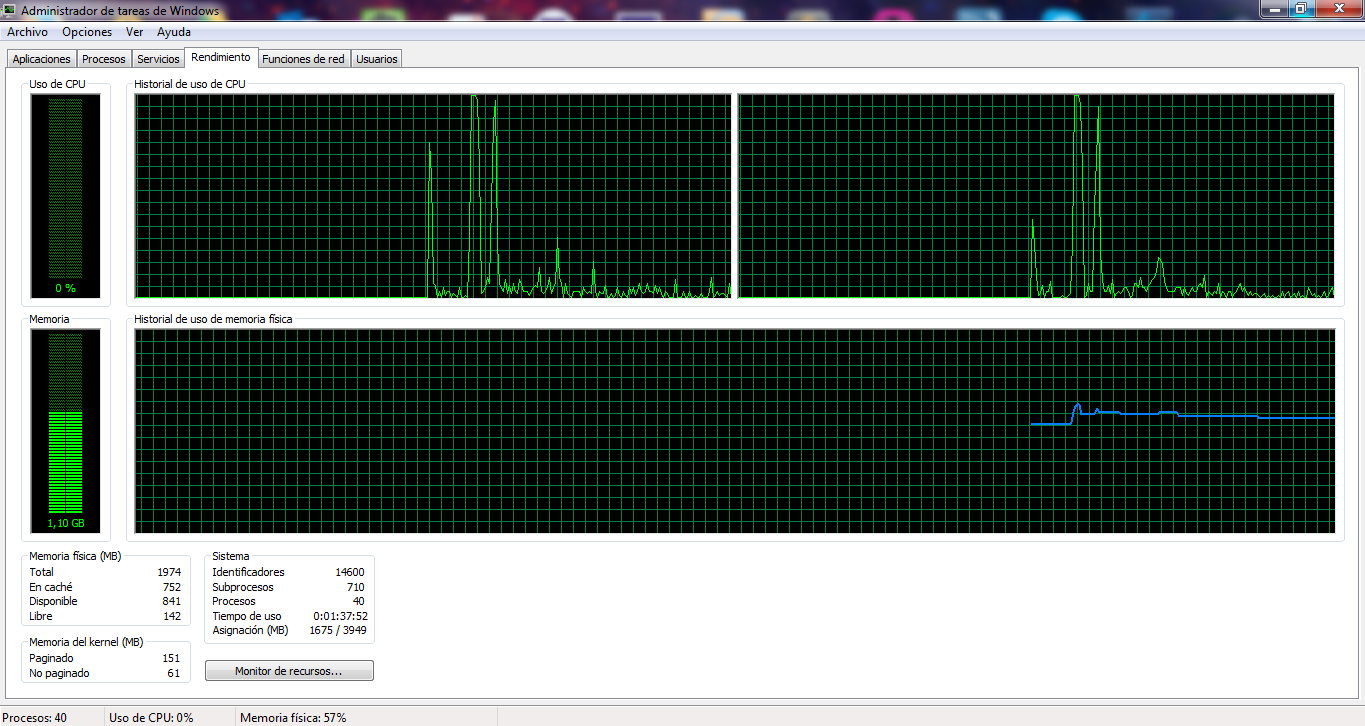 Administrador de tareas de Windows
Archivo Opciones Ver Ayuda
Aplicaciones Procesos Servicios Rendimiento Funciones de red Usuarios
Uso de CPU Historial de uso de CPU
0 %
Memoria Historial de uso de memoria física
1,10 GB
Memoria física (MB)
Total 1974
En caché 752
Disponible 841
Libre 142
Memoria del kernel (MB)
Paginado 151
No paginado 61
Sistema
Identificadores 14600
Subprocesos 710
Procesos 40
Tiempo de uso 0:01:37:52
Asignación (MB) 1675 / 3949
Monitor de recursos...
Procesos: 40 Uso de CPU: 0% Memoria física: 57%